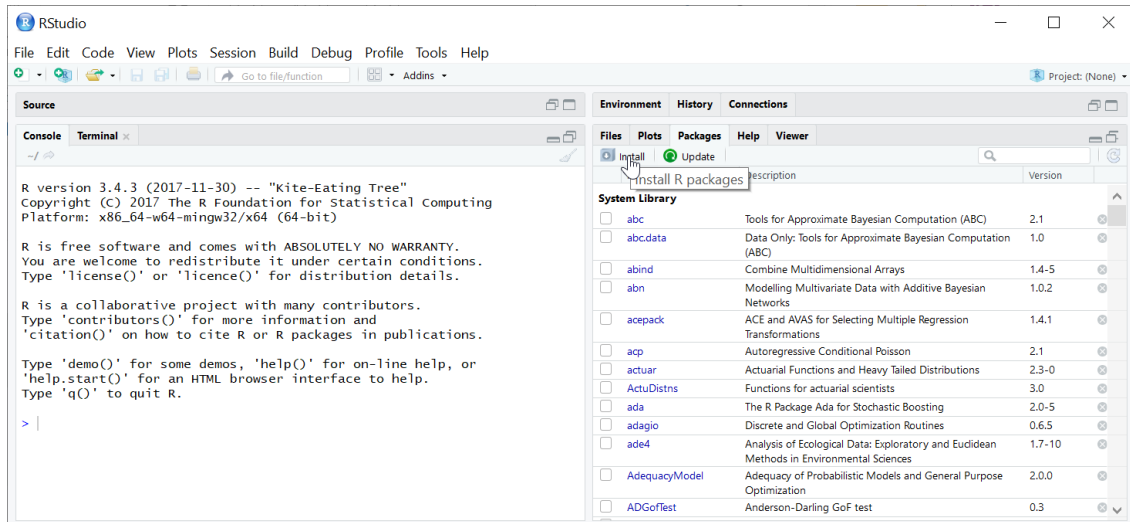 RStudio
File Edit Code View Plots Session Build Debug Profile Tools Help
Go to file/function Addins Project: (None)
Source
Console Terminal
~/
R version 3.4.3 (2017-11-30) -- "Kite-Eating Tree"
Copyright (C) 2017 The R Foundation for Statistical Computing
Platform: x86_64-w64-mingw32/x64 (64-bit)
R is free software and comes with ABSOLUTELY NO WARRANTY.
You are welcome to redistribute it under certain conditions.
Type 'license()' or 'licence()' for distribution details.
R is a collaborative project with many contributors.
Type 'contributors()' for more information and
'citation()' on how to cite R or R packages in publications.
Type 'demo()' for some demos, 'help()' for on-line help, or
'help.start()' for an HTML browser interface to help.
Type 'q()' to quit R.
>
Environment History Connections
Files Plots Packages Help Viewer
Install Update
Install R packages
Description Version
System Library
abc Tools for Approximate Bayesian Computation (ABC) 2.1
abc.data Data Only: Tools for Approximate Bayesian Computation 1.0
(ABC)
abind Combine Multidimensional Arrays 1.4-5
abn Modelling Multivariate Data with Additive Bayesian 1.0.2
Networks
acepack ACE and AVAS for Selecting Multiple Regression 1.4.1
Transformations
acp Autoregressive Conditional Poisson 2.1
actuar Actuarial Functions and Heavy Tailed Distributions 2.3-0
ActuDistns Functions for actuarial scientists 3.0
ada The R Package Ada for Stochastic Boosting 2.0-5
adagio Discrete and Global Optimization Routines 0.6.5
ade4 Analysis of Ecological Data: Exploratory and Euclidean 1.7-10
Methods in Environmental Sciences
AdequacyModel Adequacy of Probabilistic Models and General Purpose 2.0.0
Optimization
ADGofTest Anderson-Darling GoF test 0.3